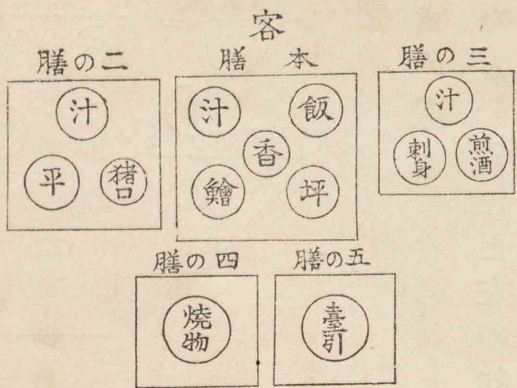 客
三の膳
汁
煎酒
刺身
本膳
飯
汁
香
坪
鱠
二の膳
汁
猪口
平
五の膳
臺引
四の膳
焼物